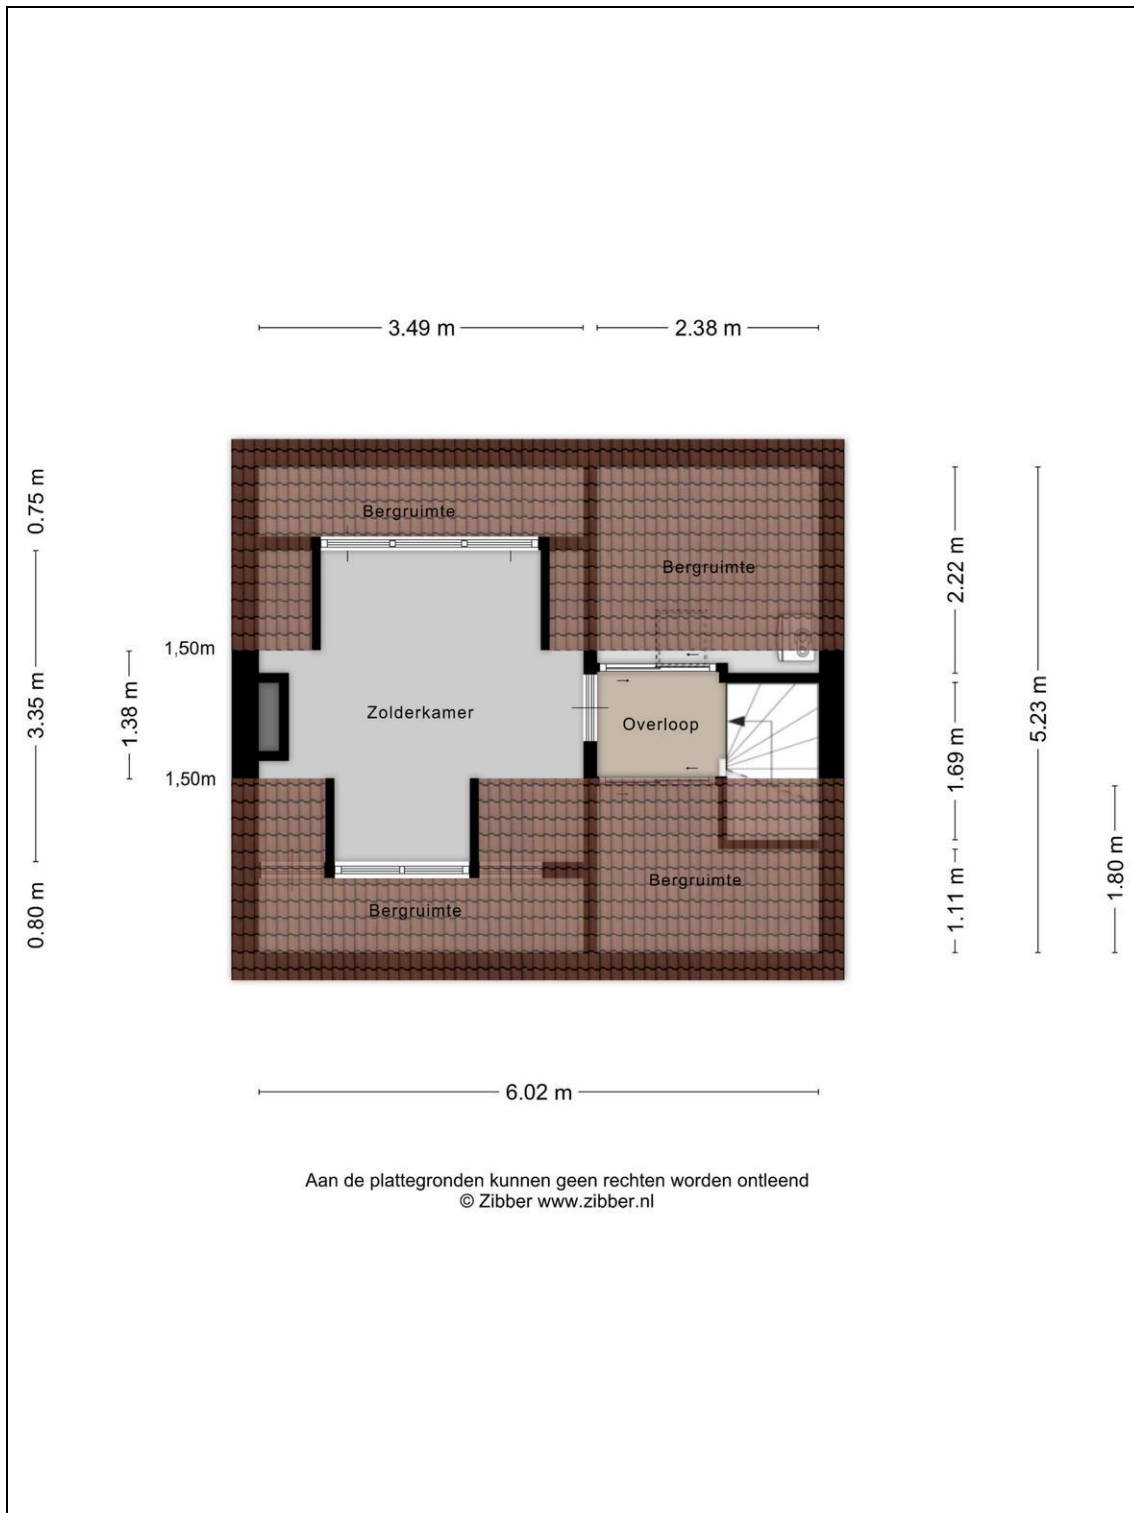 3.49 m
2.38 m
0.75 m
Bergruimte
2.22 m
Bergruimte
1,50m
3.35 m
1.38 m
Zolderkamer
Overloop
5.23 m
1.69 m
1,50m
Bergruimte
1.80 m
0.80 m
Bergruimte
1.11 m
6.02 m
Aan de plattegronden kunnen geen rechten worden ontleend
© Zibber www.zibber.nl